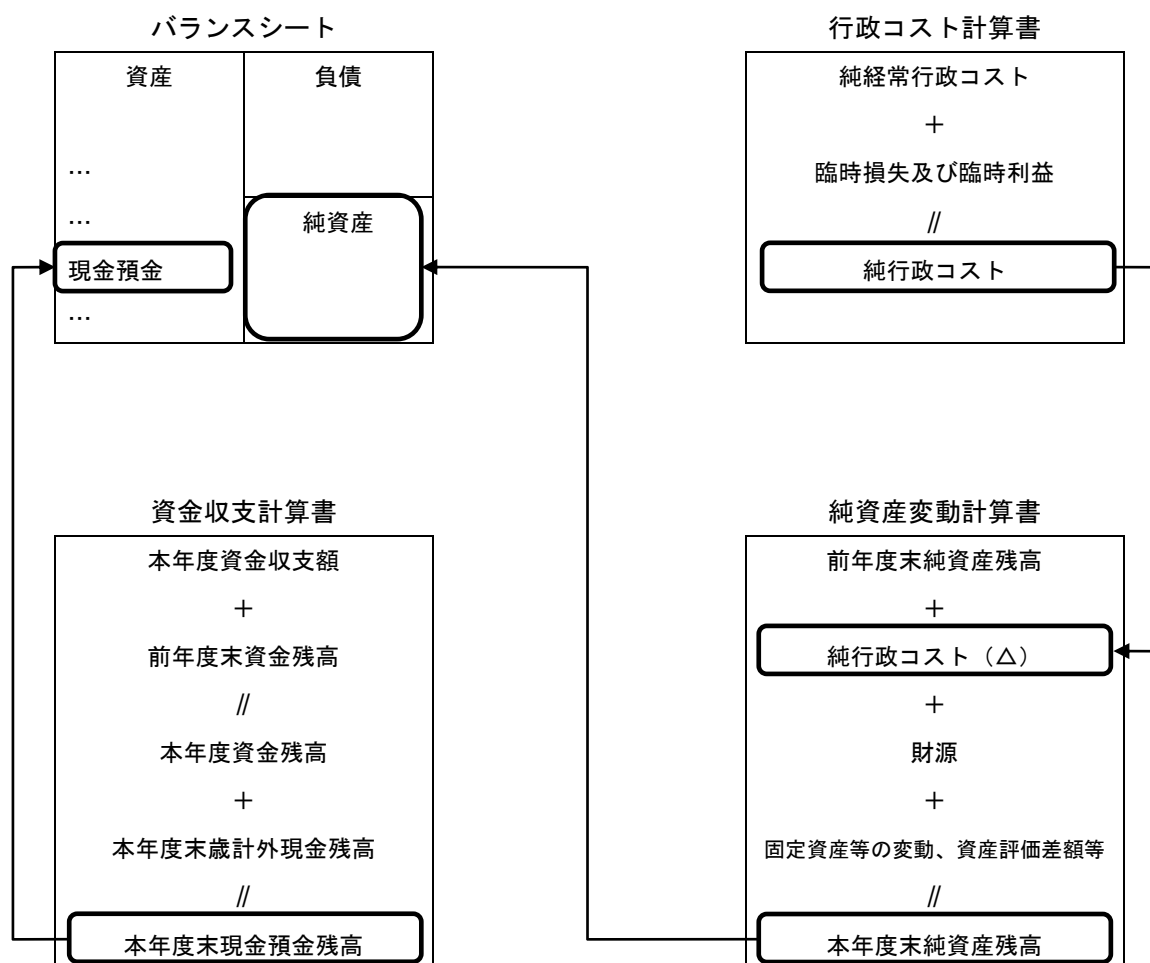 バランスシート
資産
負債
…
…
純資産
現金預金
…
行政コスト計算書
純経常行政コスト
＋
臨時損失及び臨時利益
//
純行政コスト
資金収支計算書
本年度資金収支額
＋
前年度末資金残高
//
本年度資金残高
＋
本年度末歳計外現金残高
//
本年度末現金預金残高
純資産変動計算書
前年度末純資産残高
＋
純行政コスト（△）
＋
財源
＋
固定資産等の変動、資産評価差額等
//
本年度末純資産残高